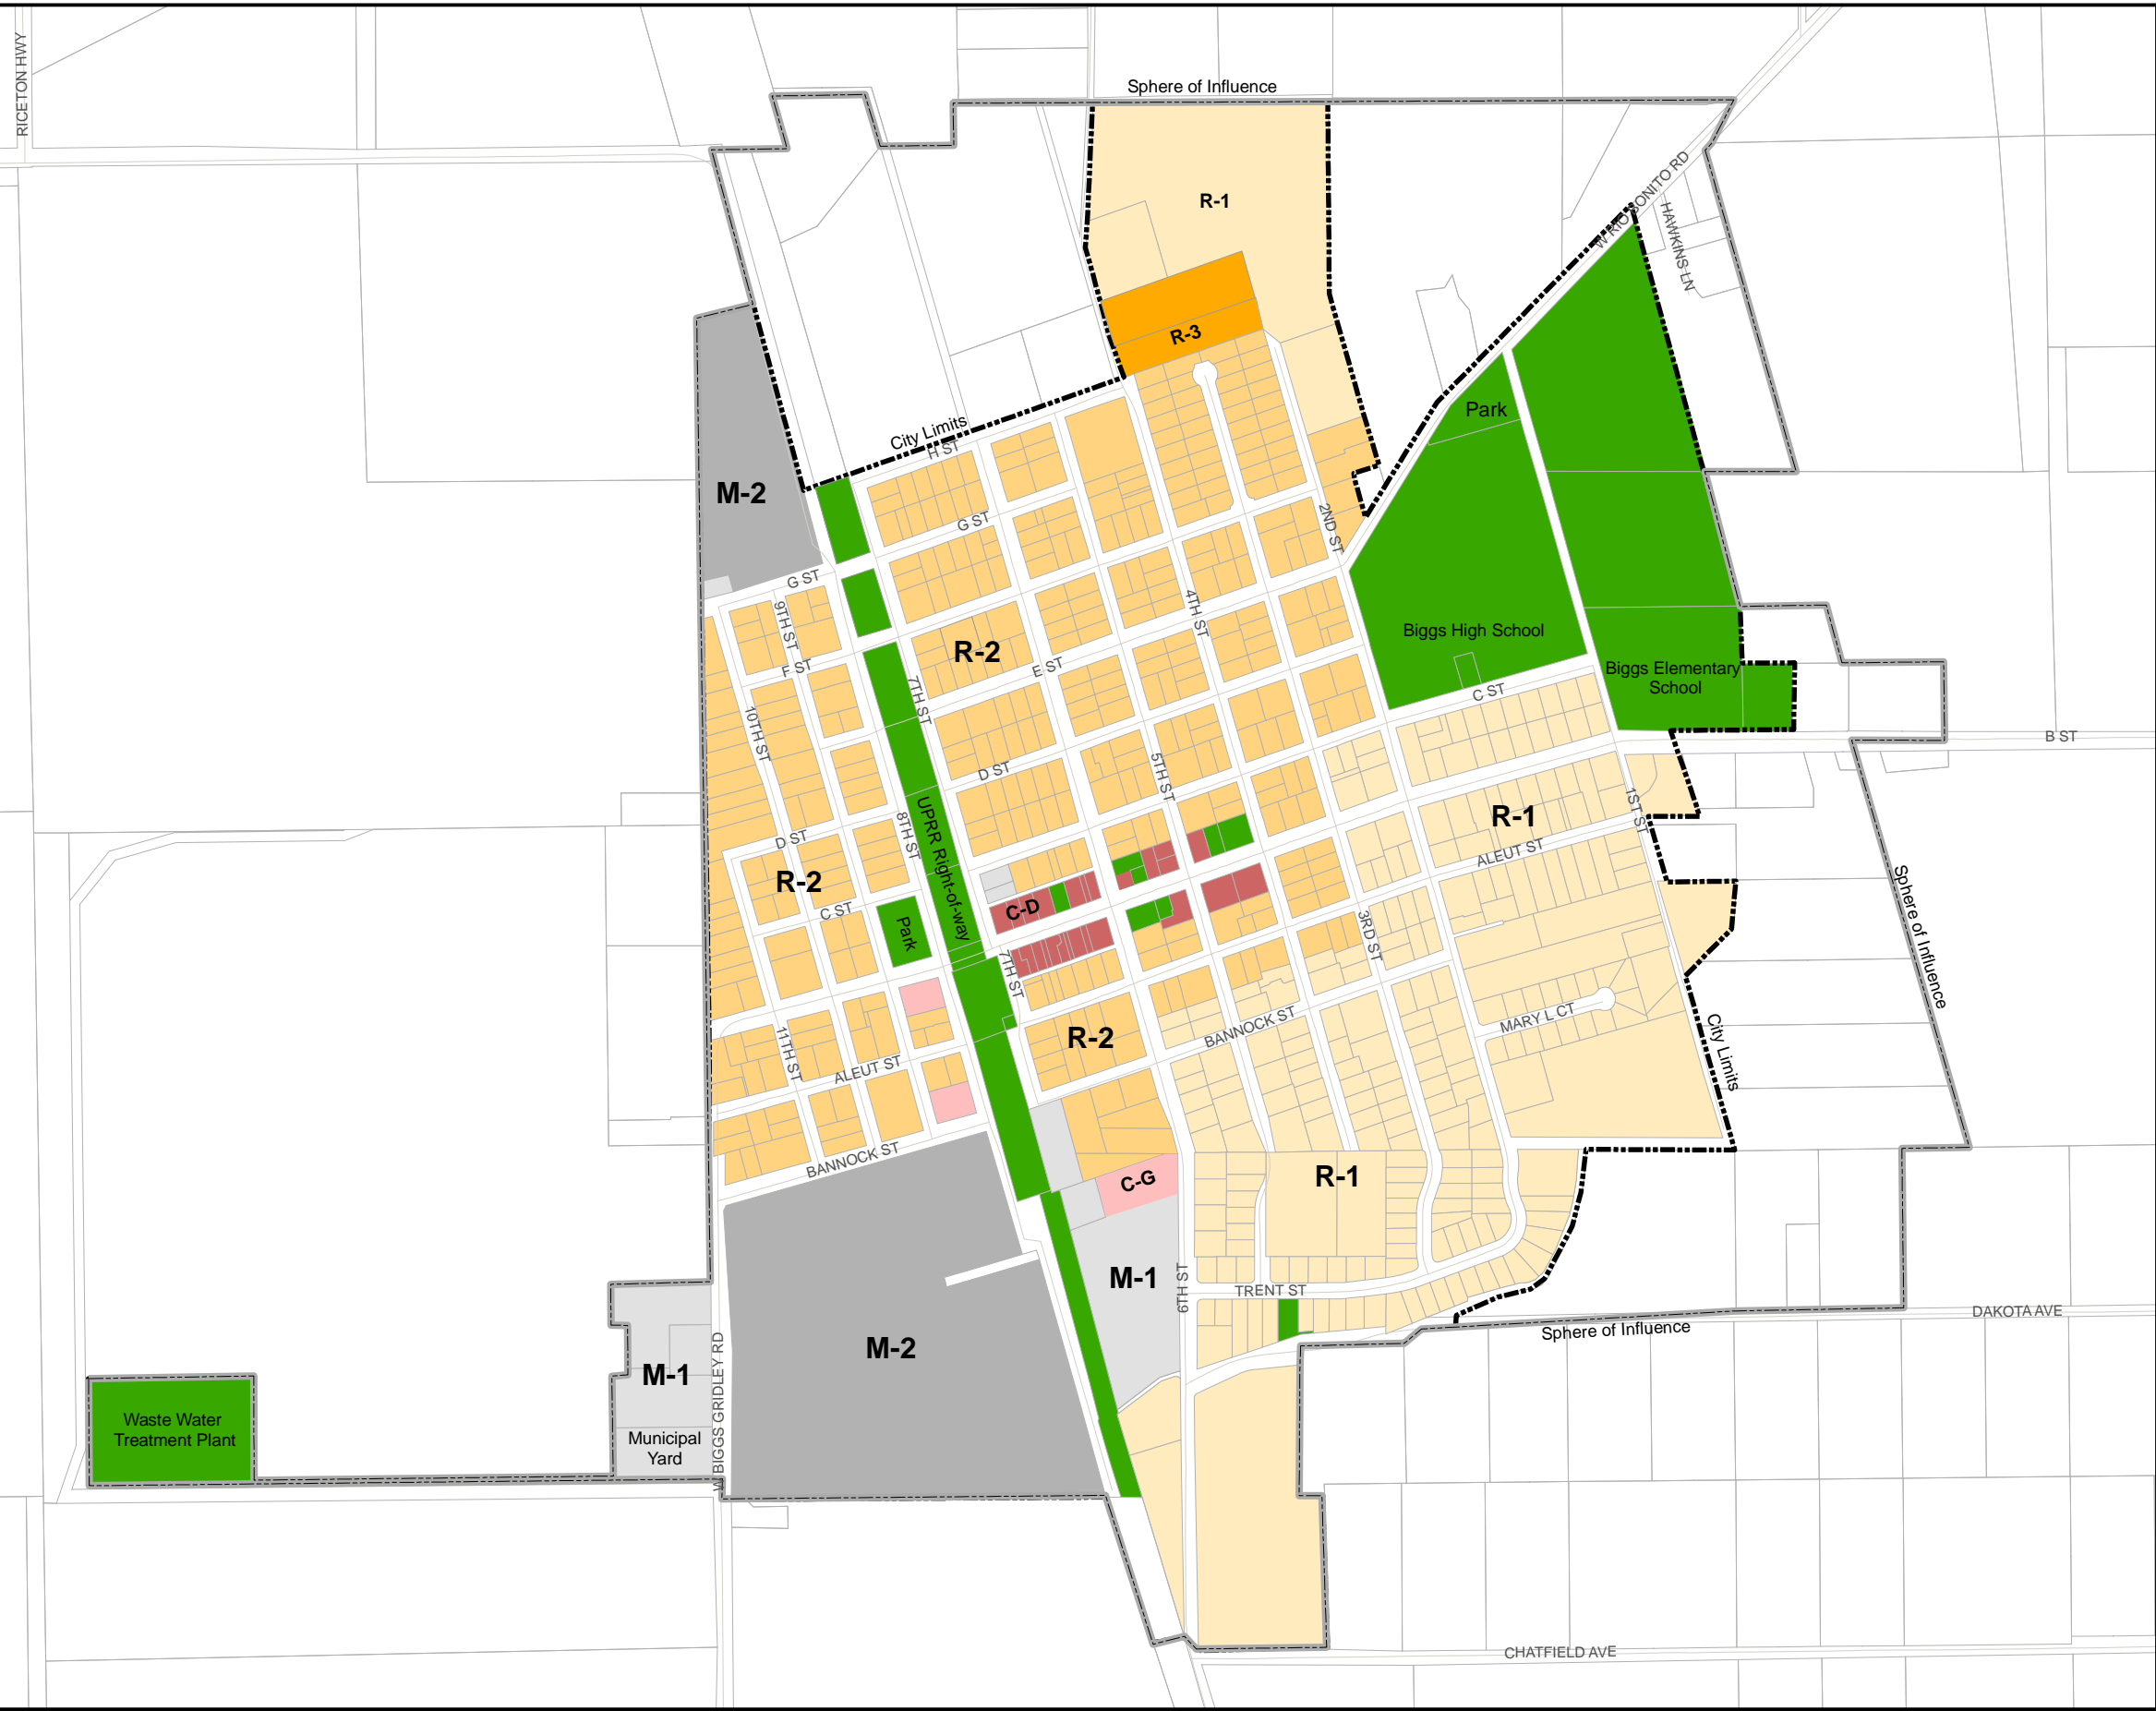 RICETON HWY
Sphere of Influence
R-1
W RIO BONITO RD
HAWKINS LN
R-3
Park
City Limits
H ST
M-2
G ST
2ND ST
G ST
9TH ST
4TH ST
Biggs High School
R-2
F ST
E ST
Biggs Elementary
School
7TH ST
C ST
10TH ST
B ST
D ST
5TH ST
UPRR Right-of-way
R-1
1ST ST
8TH ST
D ST
ALEUT ST
R-2
C-D
C ST
Park
3RD ST
Sphere of Influence
7TH ST
R-2
BANNOCK ST
MARY L CT
City Limits
11TH ST
ALEUT ST
BANNOCK ST
C-G
R-1
M-1
6TH ST
TRENT ST
DAKOTA AVE
Sphere of Influence
M-2
M-1
W BIGGS GRIDLEY RD
Waste Water
Treatment Plant
Municipal
Yard
CHATFIELD AVE